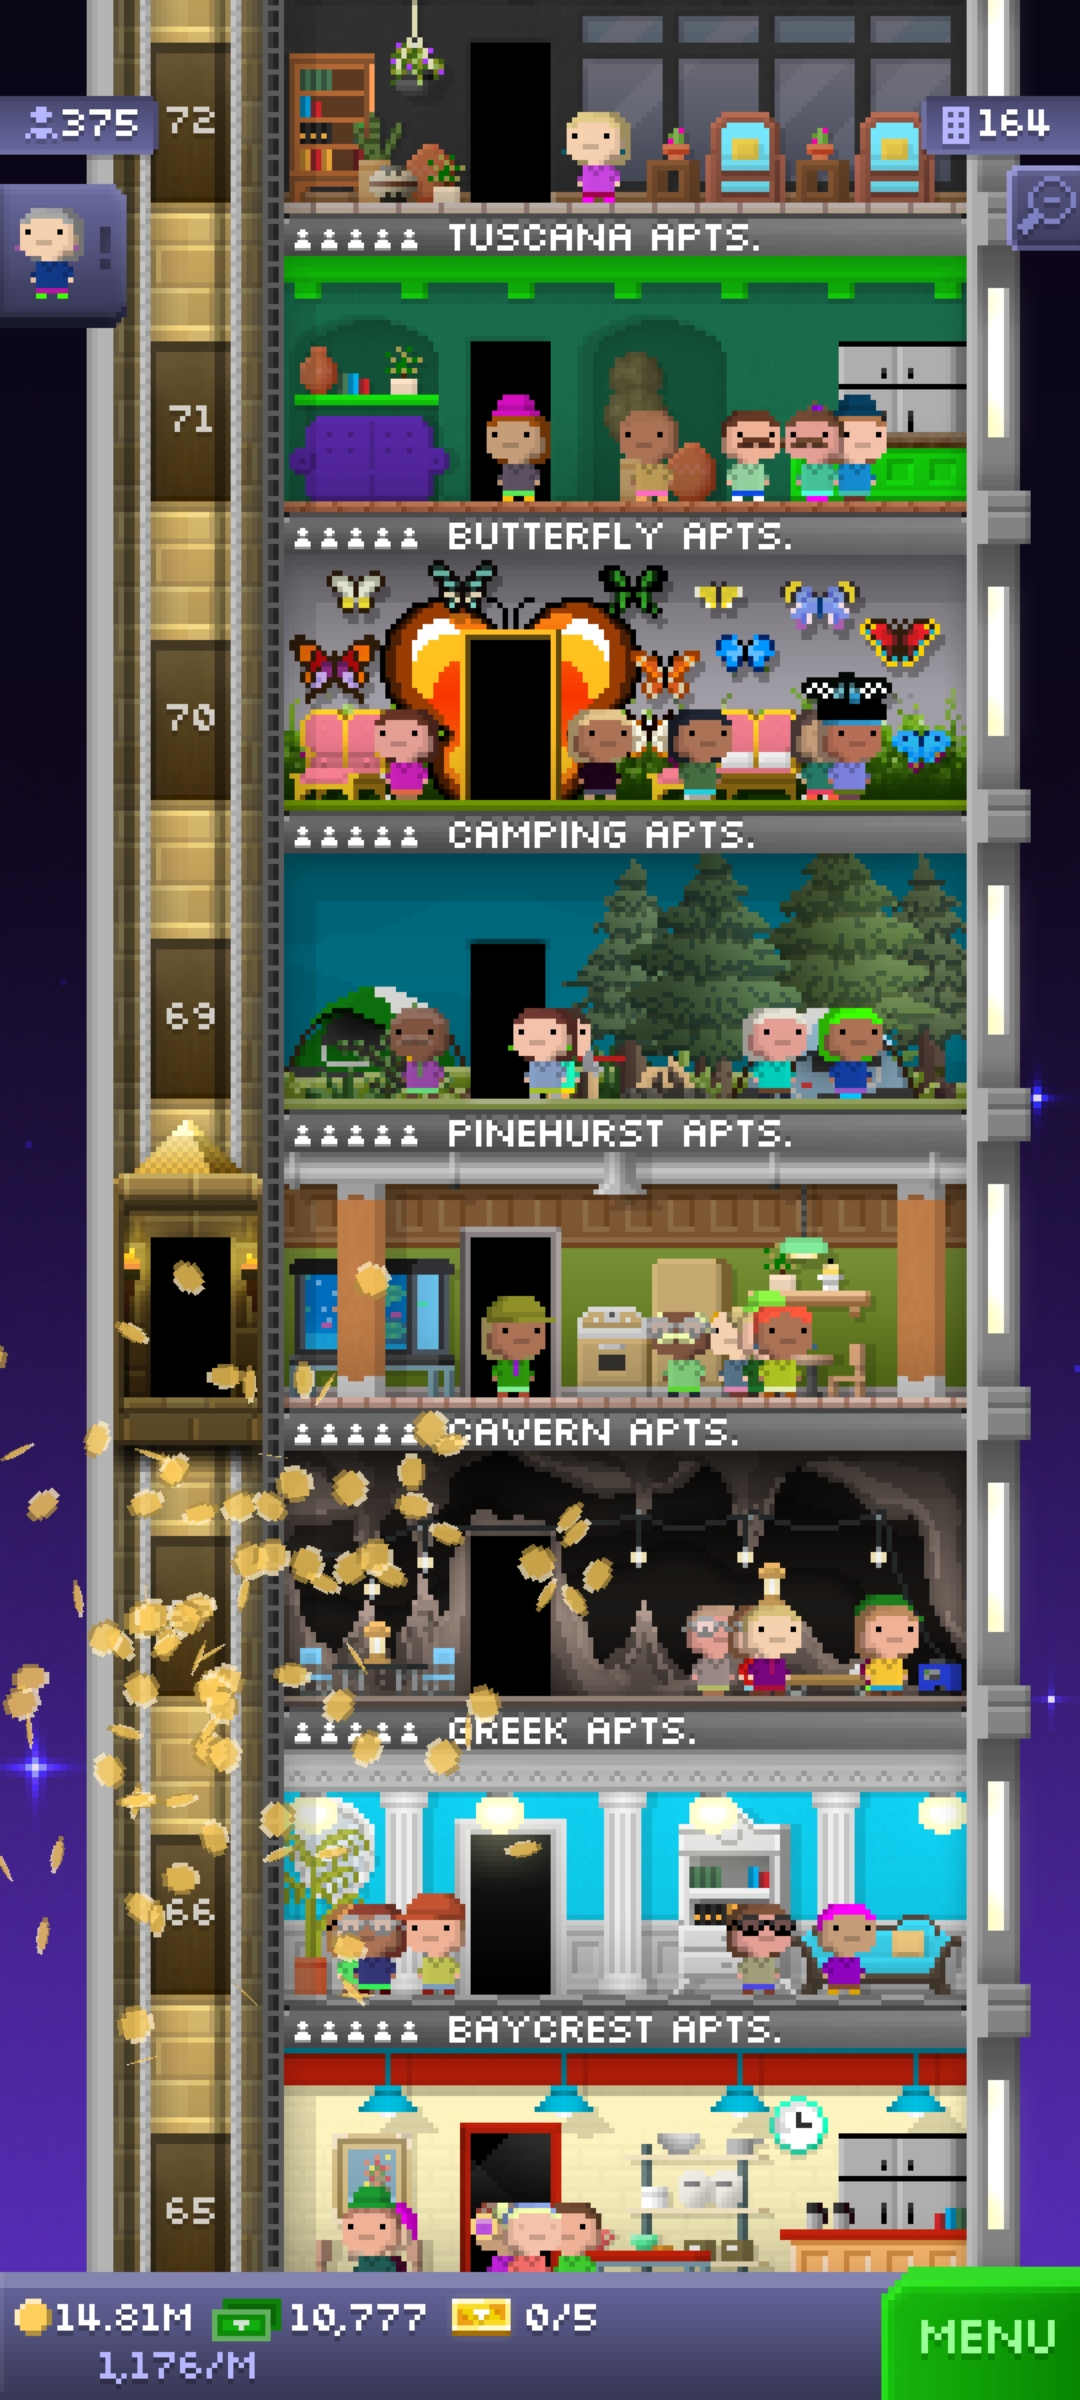 375
72
164
!
TUSCANA APTS.
71
BUTTERFLY APTS.
70
CAMPING APTS.
69
PINEHURST APTS.
CAVERN APTS.
GREEK APTS.
66
BAYCREST APTS.
65
14.81M 10,777 0/5
1,176/M
MENU